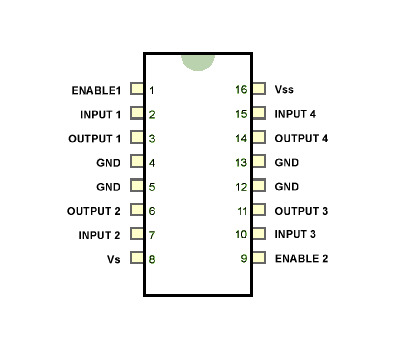 ENABLE1 1 16 Vss
INPUT 1 2 15 INPUT 4
OUTPUT 1 3 14 OUTPUT 4
GND 4 13 GND
GND 5 12 GND
OUTPUT 2 6 11 OUTPUT 3
INPUT 2 7 10 INPUT 3
Vs 8 9 ENABLE 2